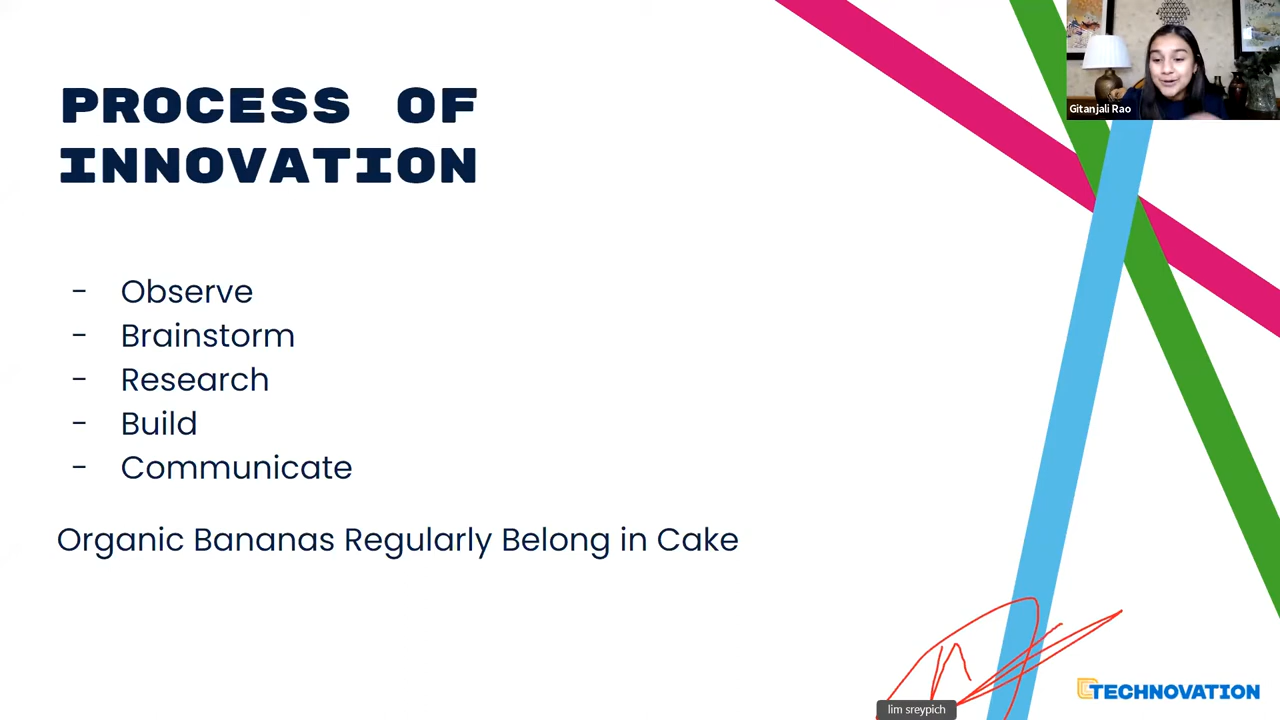 Gitanjali Rao
PROCESS OF
INNOVATION
- Observe
- Brainstorm
- Research
- Build
- Communicate
Organic Bananas Regularly Belong in Cake
lim sreypich
TECHNOVATION